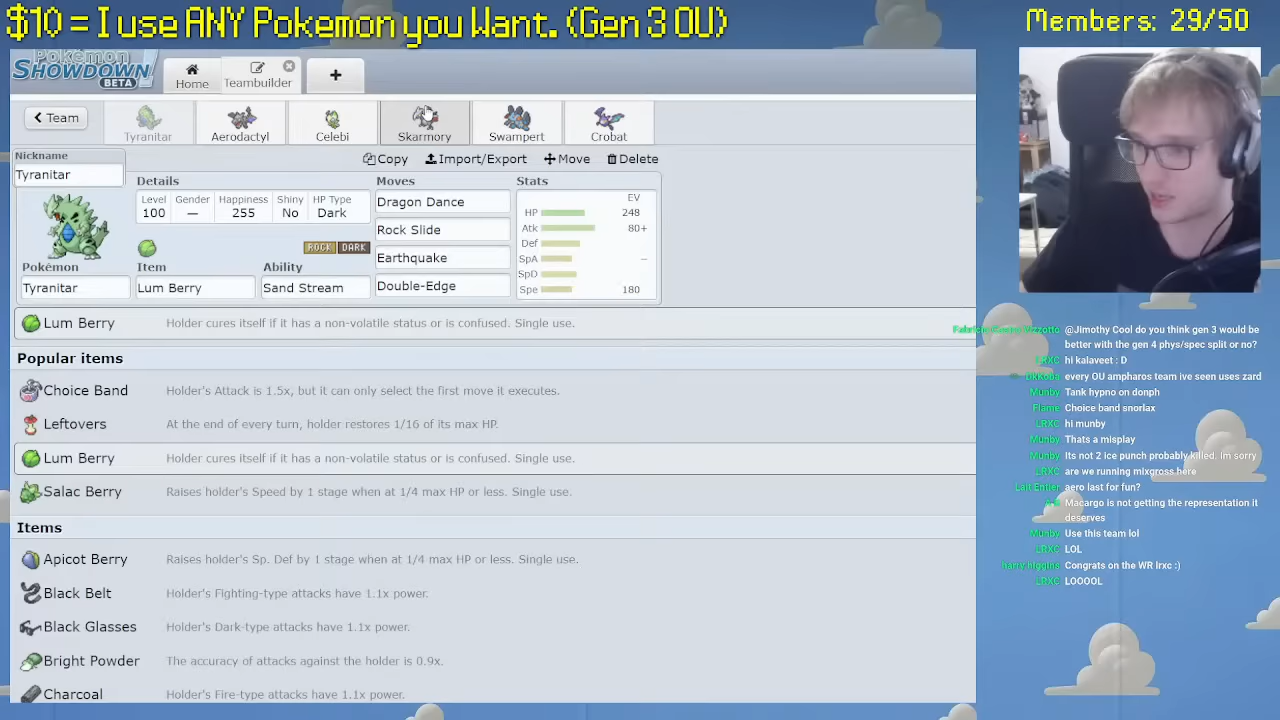 $10 = I use ANY Pokemon you Want. (Gen 3 OU)
Members: 29/50
Pokémon
SHOWDOWN!
BETA
Home
Teambuilder
+
Team
Tyranitar
Aerodactyl
Celebi
Skarmory
Swampert
Crobat
Copy
Import/Export
Move
Delete
Nickname
Tyranitar
Details
Level
Gender
Happiness
Shiny
HP Type
100
—
255
No
Dark
ROCK
DARK
Pokémon
Item
Ability
Tyranitar
Lum Berry
Sand Stream
Moves
Dragon Dance
Rock Slide
Earthquake
Double-Edge
Stats
EV
HP 248
Atk 80+
Def
SpA –
SpD
Spe 180
Lum Berry Holder cures itself if it has a non-volatile status or is confused. Single use.
Popular items
Choice Band Holder's Attack is 1.5x, but it can only select the first move it executes.
Leftovers At the end of every turn, holder restores 1/16 of its max HP.
Lum Berry Holder cures itself if it has a non-volatile status or is confused. Single use.
Salac Berry Raises holder's Speed by 1 stage when at 1/4 max HP or less. Single use.
Items
Apicot Berry Raises holder's Sp. Def by 1 stage when at 1/4 max HP or less. Single use.
Black Belt Holder's Fighting-type attacks have 1.1x power.
Black Glasses Holder's Dark-type attacks have 1.1x power.
Bright Powder The accuracy of attacks against the holder is 0.9x.
Charcoal Holder's Fire-type attacks have 1.1x power.
@Jimothy Cool do you think gen 3 would be
better with the gen 4 phys/spec split or no?
LRXC hi kalaveet : D
every OU ampharos team ive seen uses zard
Munby Tank hypno on donph
Flame Choice band snorlax
LRXC hi munby
Munby Thats a misplay
Munby Its not 2 ice punch probably killed. Im sorry
LRXC are we running mixgross here
Lait Entier aero last for fun?
Macargo is not getting the representation it
deserves
Munby Use this team lol
LRXC LOL
harry higgins Congrats on the WR lrxc :)
LRXC LOOOOL